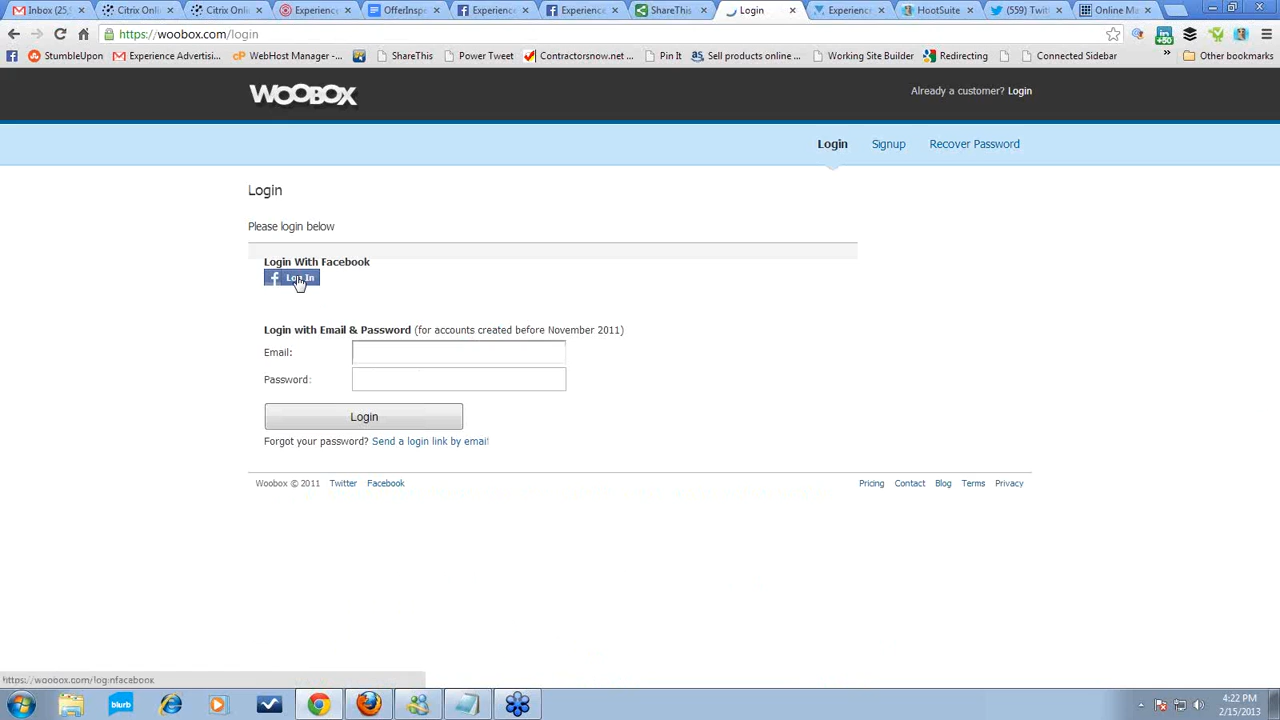 Inbox (25,
Citrix Onli
Citrix Onli
Experienc
OfferInsp
Experienc
Experienc
ShareThis
Login
Experienc
HootSuite
(559) Twit
Online Ma
https://woobox.com/login
+50
StumbleUpon
Experience Advertisi...
WebHost Manager -...
ShareThis
Power Tweet
Contractorsnow.net ...
Pin It
Sell products online ...
Working Site Builder
Redirecting
Connected Sidebar
»
Other bookmarks
WOOBOX
Already a customer? Login
Login
Signup
Recover Password
Login
Please login below
Login With Facebook
f Log In
Login with Email & Password (for accounts created before November 2011)
Email:
Password:
Login
Forgot your password? Send a login link by email
Woobox © 2011 Twitter Facebook
Pricing Contact Blog Terms Privacy
https://woobox.com/loginfacebook
blurb
4:22 PM
2/15/2013